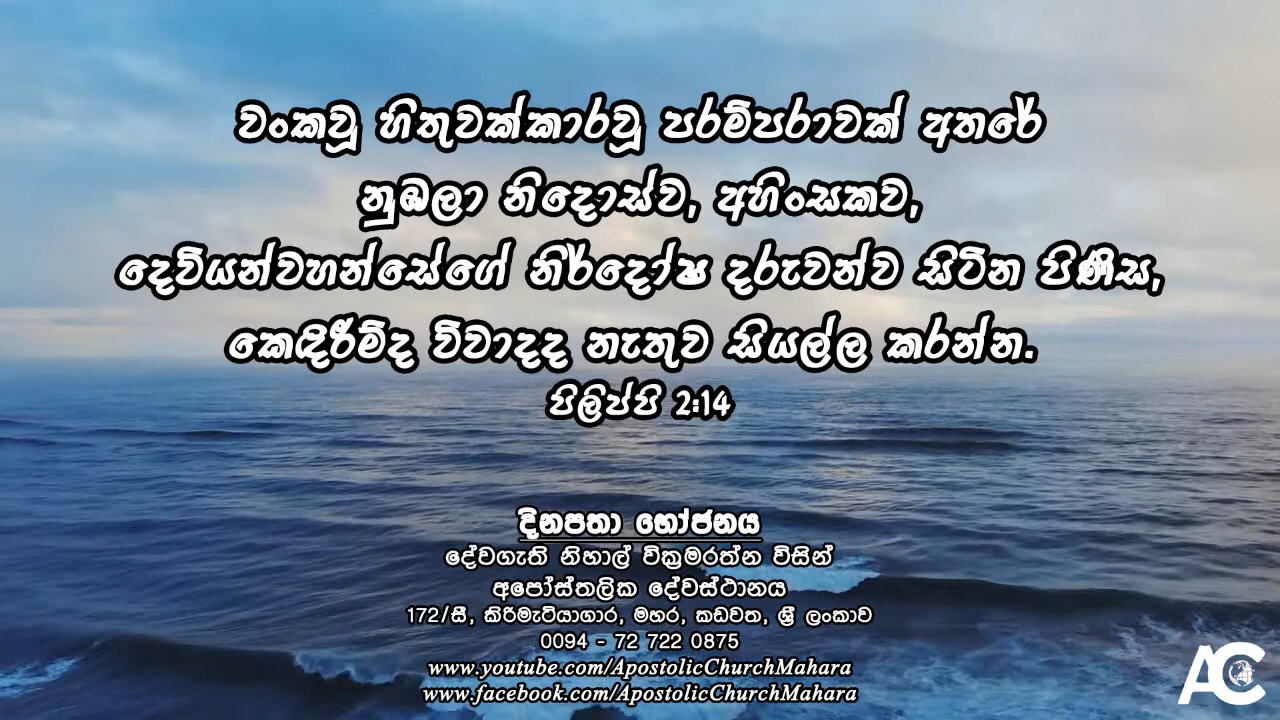 වංකවූ හිතුවක්කාරවූ පරම්පරාවක් අතරේ
නුඹලා නිදොස්ව, අහිංසකව,
දෙවියන්වහන්සේගේ නිර්දෝෂ දරුවන්ව සිටින පිණිස,
කෙඳිරීම්ද විවාදද නැතුව සියල්ල කරන්න.
පිලිප්පි 2:14
දිනපතා භෝජනය
දේවගැති නිහාල් වික්‍රමරත්න විසින්
අපෝස්තලික දේවස්ථානය
172/සී, කිරිමැටියාගාර, මහර, කඩවත, ශ්‍රී ලංකාව
0094 - 72 722 0875
www.youtube.com/ApostolicChurchMahara
www.facebook.com/ApostolicChurchMahara
AC